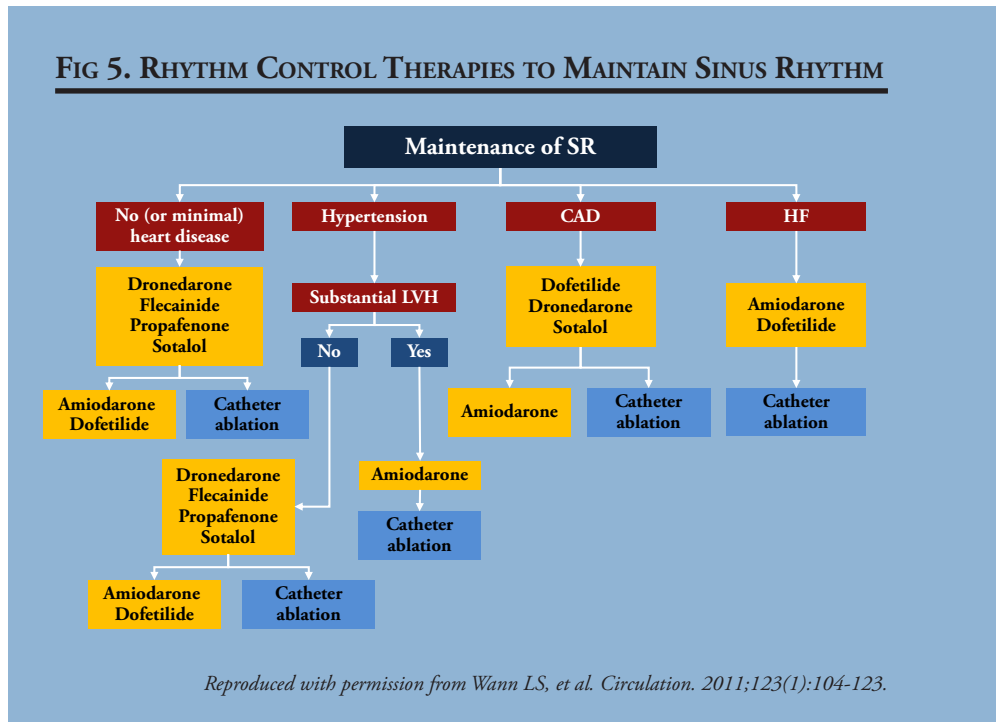 FIG 5. RHYTHM CONTROL THERAPIES TO MAINTAIN SINUS RHYTHM
Maintenance of SR
No (or minimal)
heart disease
Hypertension
CAD
HF
Dronedarone
Flecainide
Propafenone
Sotalol
Substantial LVH
Dofetilide
Dronedarone
Sotalol
Amiodarone
Dofetilide
No
Yes
Amiodarone
Dofetilide
Catheter
ablation
Amiodarone
Catheter
ablation
Catheter
ablation
Dronedarone
Flecainide
Propafenone
Sotalol
Amiodarone
Catheter
ablation
Amiodarone
Dofetilide
Catheter
ablation
Reproduced with permission from Wann LS, et al. Circulation. 2011;123(1):104-123.